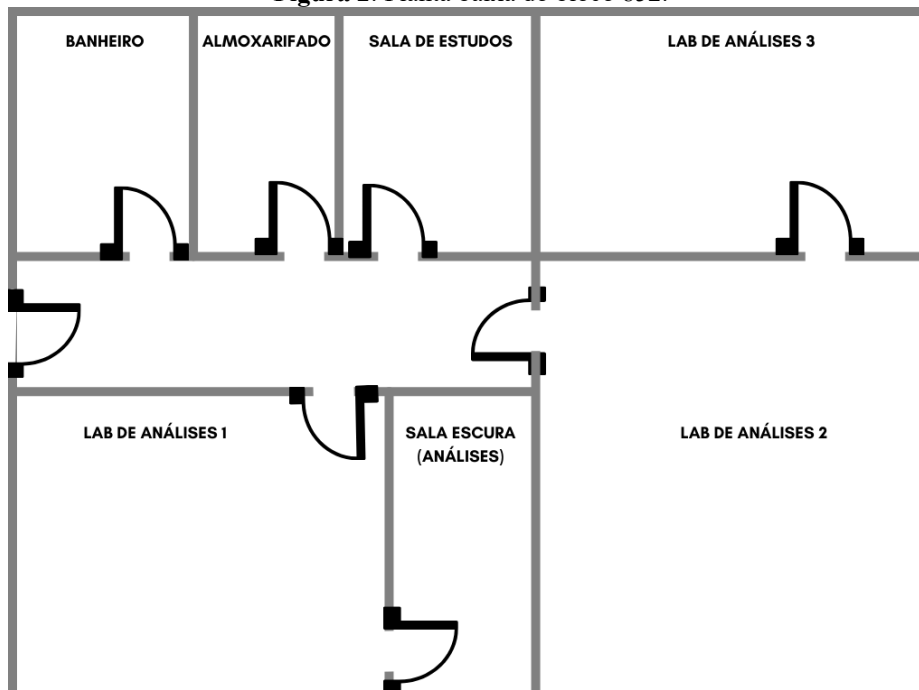 BANHEIRO
ALMOXARIFADO
SALA DE ESTUDOS
LAB DE ANÁLISES 3
LAB DE ANÁLISES 1
SALA ESCURA
(ANÁLISES)
LAB DE ANÁLISES 2